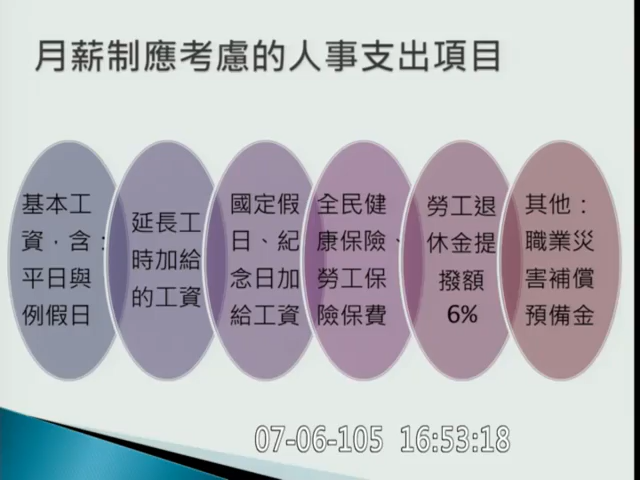 月薪制應考慮的人事支出項目
基本工
資，含：
平日與
例假日
延長工
時加給
的工資
國定假
日、紀
念日加
給工資
全民健
康保險、
勞工保
險保費
勞工退
休金提
撥額
6%
其他：
職業災
害補償
預備金
07-06-105 16:53:18